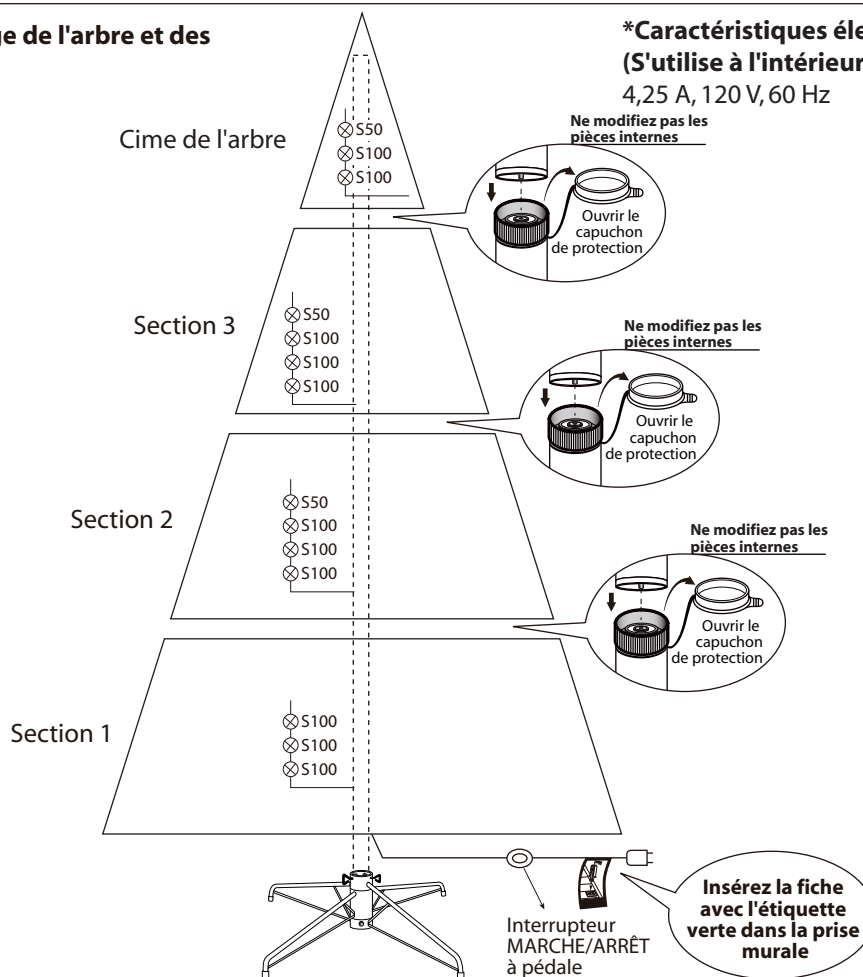 ge de l'arbre et des
*Caractéristiques éle
(S'utilise à l'intérieur
4,25 A, 120 V, 60 Hz
Cime de l'arbre
S50
S100
S100
Ne modifiez pas les
pièces internes
Ouvrir le
capuchon
de protection
Section 3
S50
S100
S100
S100
Ne modifiez pas les
pièces internes
Ouvrir le
capuchon
de protection
Section 2
S50
S100
S100
S100
Ne modifiez pas les
pièces internes
Ouvrir le
capuchon
de protection
Section 1
S100
S100
S100
Interrupteur
MARCHE/ARRÊT
à pédale
Insérez la fiche
avec l'étiquette
verte dans la prise
murale